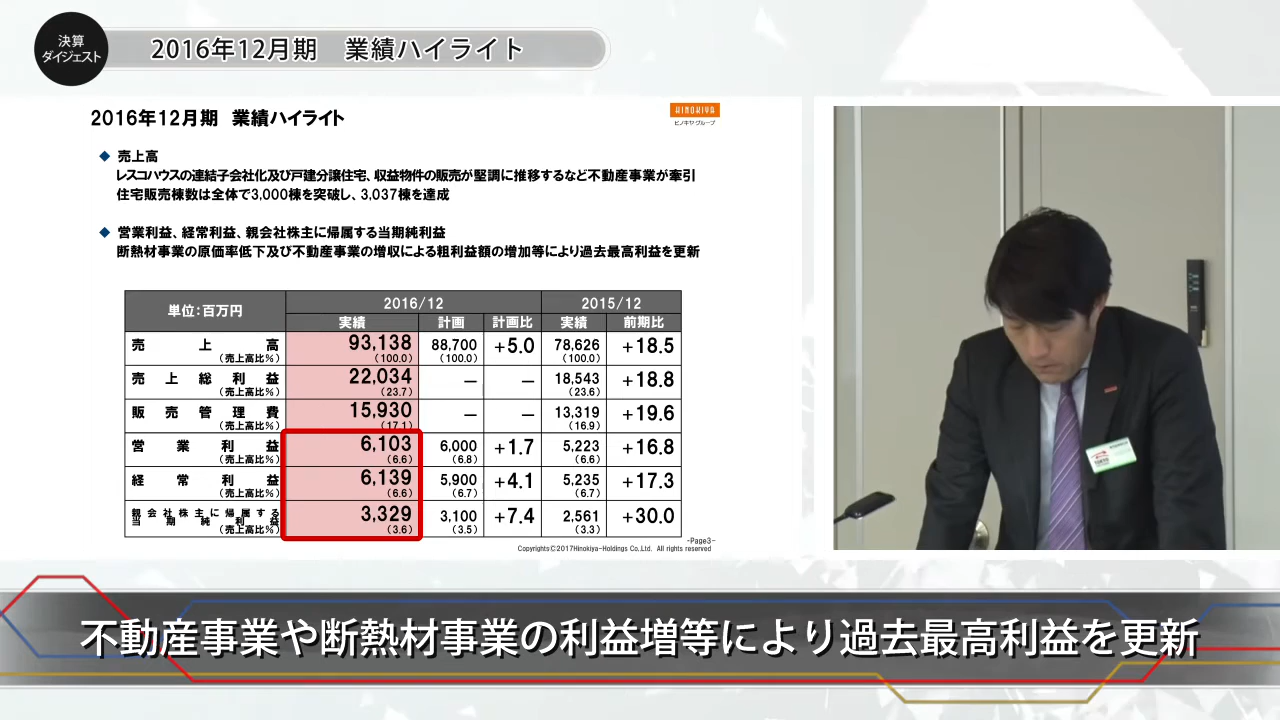 決算
ダイジェスト
2016年12月期 業績ハイライト
2016年12月期 業績ハイライト
HINOKIYA
ヒノキヤグループ
◆ 売上高
レスコハウスの連結子会社化及び戸建分譲住宅、収益物件の販売が堅調に推移するなど不動産事業が牽引
住宅販売棟数は全体で3,000棟を突破し、3,037棟を達成
◆ 営業利益、経常利益、親会社株主に帰属する当期純利益
断熱材事業の原価率低下及び不動産事業の増収による粗利益額の増加等により過去最高利益を更新
単位:百万円 2016/12 2015/12
実績 計画 計画比 実績 前期比
売上高 93,138 88,700 +5.0 78,626 +18.5
(売上高比%) (100.0) (100.0) (100.0)
売上総利益 22,034 — — 18,543 +18.8
(売上高比%) (23.7) (23.6)
販売管理費 15,930 — — 13,319 +19.6
(売上高比%) (17.1) (16.9)
営業利益 6,103 6,000 +1.7 5,223 +16.8
(売上高比%) (6.6) (6.8) (6.6)
経常利益 6,139 5,900 +4.1 5,235 +17.3
(売上高比%) (6.6) (6.7) (6.7)
親会社株主に帰属する
当期純利益 3,329 3,100 +7.4 2,561 +30.0
(売上高比%) (3.6) (3.5) (3.3)
-Page3-
Copyrights©2017Hinokiya-Holdings Co.,Ltd. All rights reserved
不動産事業や断熱材事業の利益増等により過去最高利益を更新